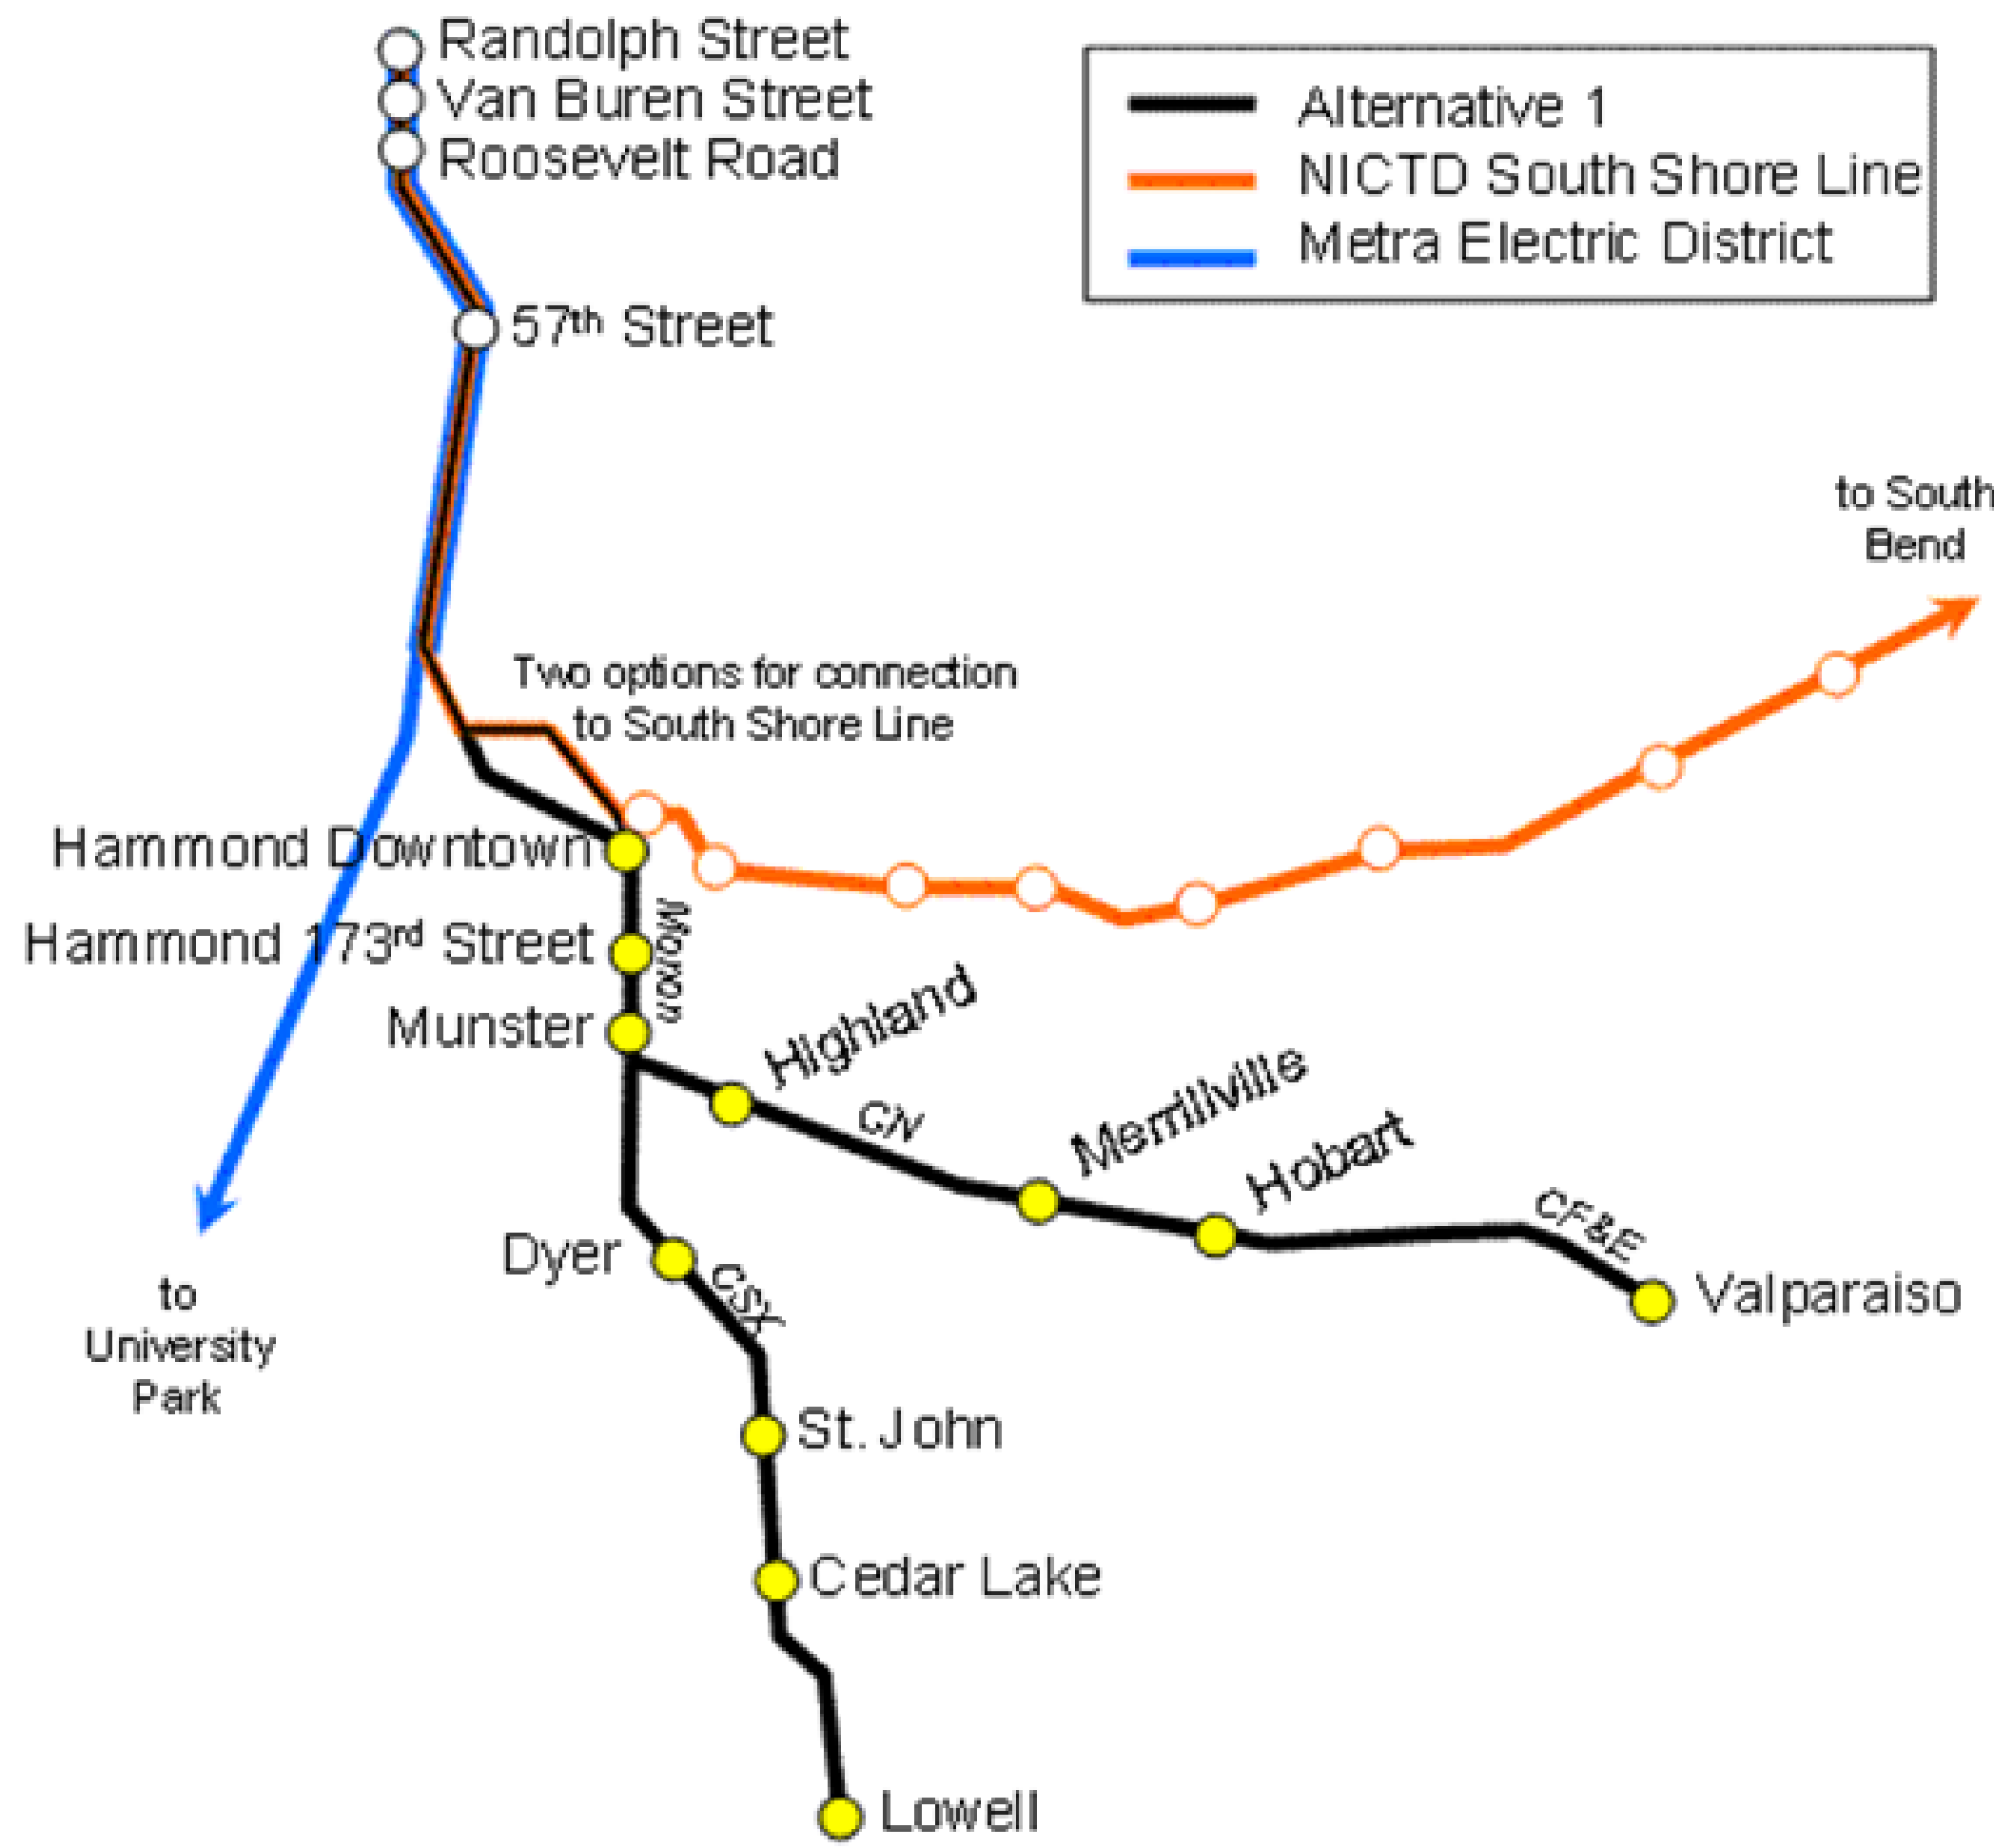 Randolph Street
Van Buren Street
Roosevelt Road
57th Street
Alternative 1
NICTD South Shore Line
Metra Electric District
to South
Bend
Two options for connection
to South Shore Line
Hammond Downtown
Hammond 173rd Street
Monon
Munster
Highland
CN
Merrillville
Hobart
CF&E
Valparaiso
Dyer
CSX
to
University
Park
St. John
Cedar Lake
Lowell